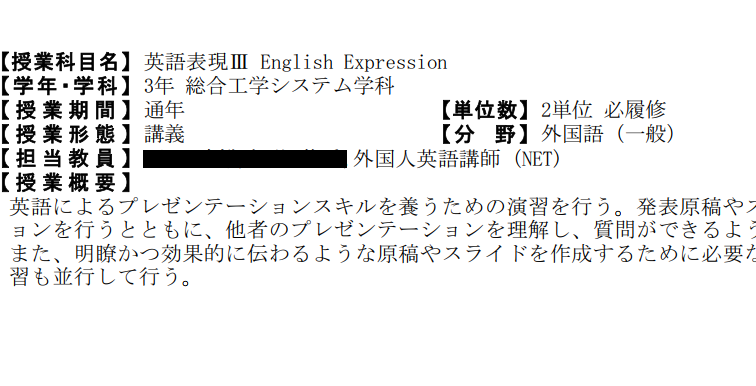 【授業科目名】 英語表現Ⅲ English Expression
【学年・学科】 3年 総合工学システム学科
【授業期間】 通年 【単位数】 2単位 必履修
【授業形態】 講義 【分 野】 外国語 (一般)
【担当教員】 外国人英語講師 (NET)
【授業概要】
英語によるプレゼンテーションスキルを養うための演習を行う。発表原稿や
ョンを行うとともに、他者のプレゼンテーションを理解し、質問ができるよう
また、明瞭かつ効果的に伝わるような原稿やスライドを作成するために必要な
習も並行して行う。